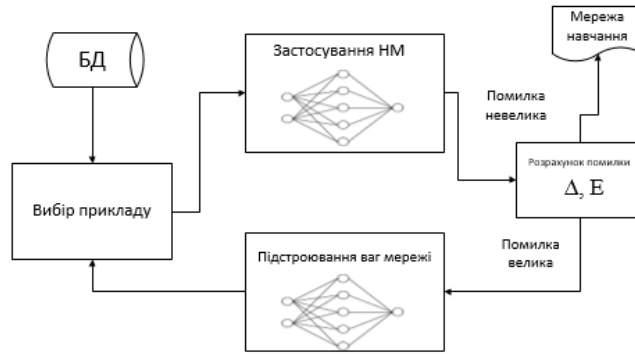 БД
Застосування НМ
Мережа
навчання
Помилка
невелика
Вибір прикладу
Розрахунок помилки
Δ, E
Підстроювання ваг мережі
Помилка
велика